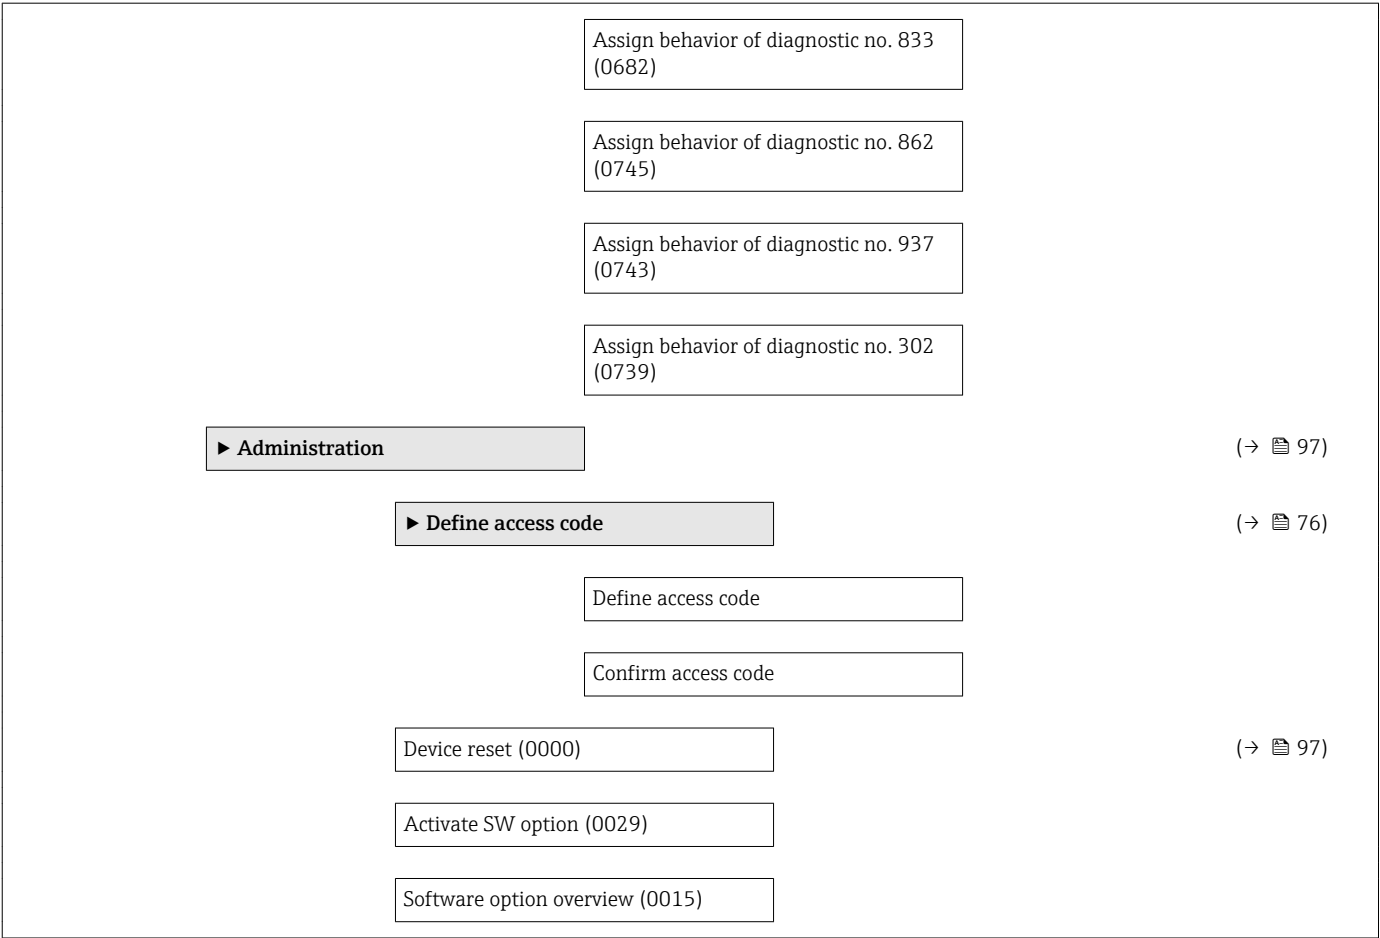 Assign behavior of diagnostic no. 833
(0682)
Assign behavior of diagnostic no. 862
(0745)
Assign behavior of diagnostic no. 937
(0743)
Assign behavior of diagnostic no. 302
(0739)
▶ Administration (→ 🖹 97)
▶ Define access code (→ 🖹 76)
Define access code
Confirm access code
Device reset (0000) (→ 🖹 97)
Activate SW option (0029)
Software option overview (0015)